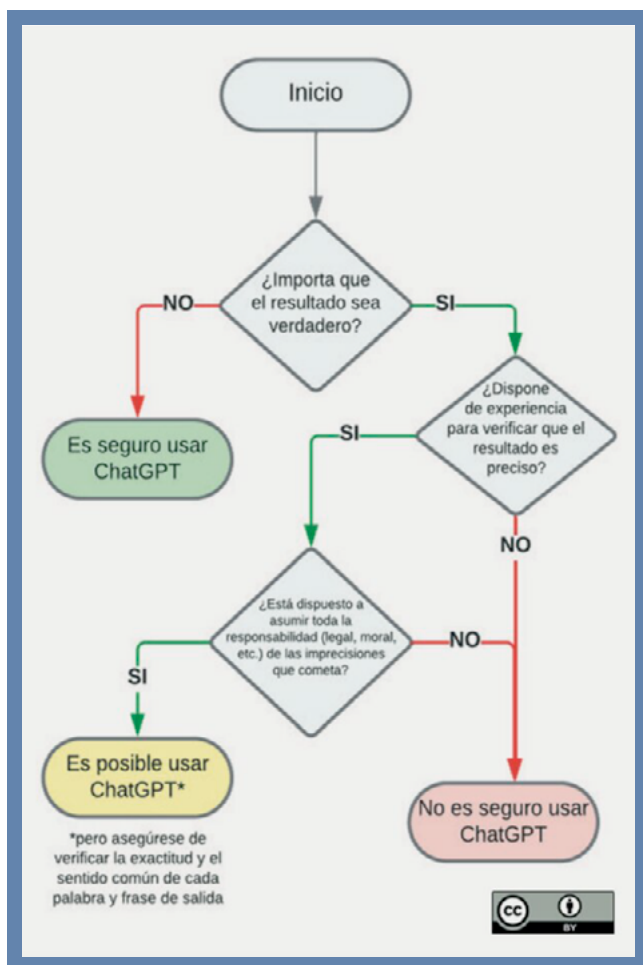 Inicio
¿Importa que
el resultado sea
verdadero?
NO
SI
¿Dispone
de experiencia
para verificar que el
resultado es
preciso?
Es seguro usar
ChatGPT
SI
NO
¿Está dispuesto a
asumir toda la
responsabilidad (legal, moral,
etc.) de las imprecisiones
que cometa?
NO
SI
Es posible usar
ChatGPT*
No es seguro usar
ChatGPT
*pero asegúrese de
verificar la exactitud y el
sentido común de cada
palabra y frase de salida
cc
BY